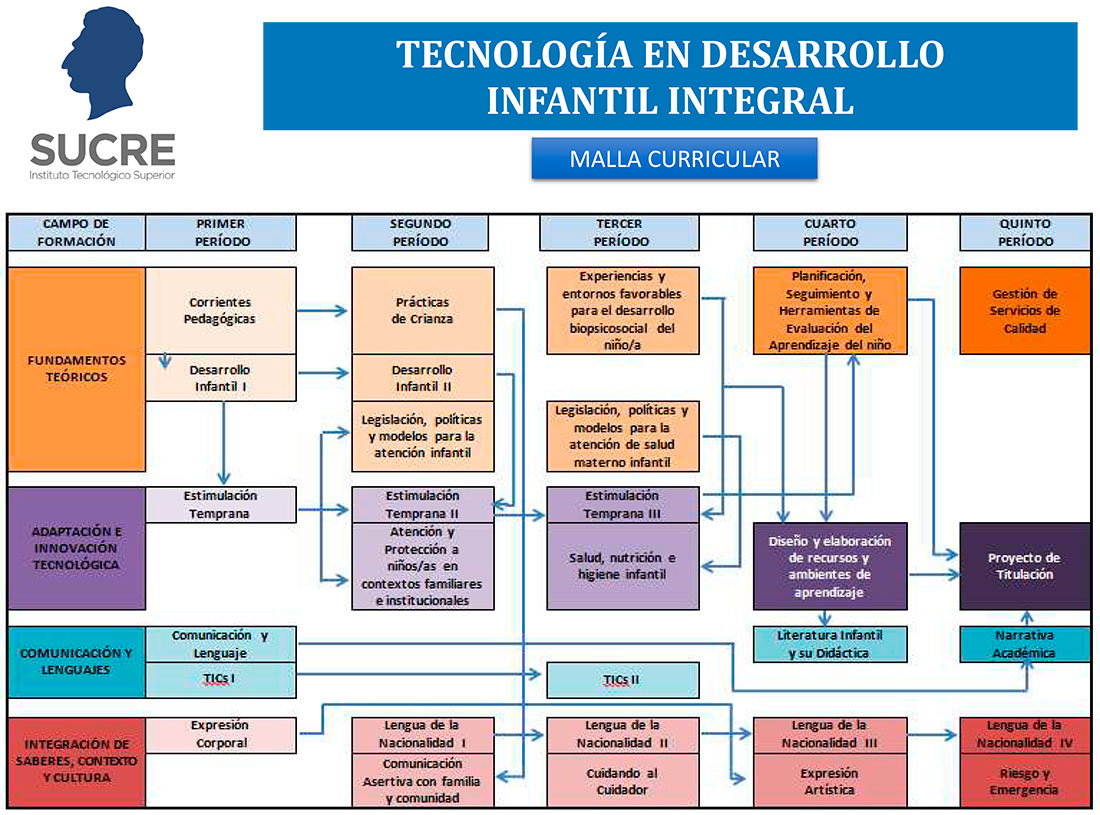 SUCRE
Instituto Tecnológico Superior
TECNOLOGÍA EN DESARROLLO
INFANTIL INTEGRAL
MALLA CURRICULAR
CAMPO DE
FORMACIÓN
PRIMER
PERÍODO
SEGUNDO
PERÍODO
TERCER
PERÍODO
CUARTO
PERÍODO
QUINTO
PERÍODO
FUNDAMENTOS
TEÓRICOS
Corrientes
Pedagógicas
Prácticas
de Crianza
Experiencias y
entornos favorables
para el desarrollo
biopsicosocial del
niño/a
Planificación,
Seguimiento y
Herramientas de
Evaluación del
Aprendizaje del niño
Gestión de
Servicios de
Calidad
Desarrollo
Infantil I
Desarrollo
Infantil II
Legislación, políticas
y modelos para la
atención infantil
Legislación, políticas y
modelos para la
atención de salud
materno infantil
ADAPTACIÓN E
INNOVACIÓN
TECNOLÓGICA
Estimulación
Temprana
Estimulación
Temprana II
Estimulación
Temprana III
Atención y
Protección a
niños/as en
contextos familiares
e institucionales
Salud, nutrición e
higiene infantil
Diseño y elaboración
de recursos y
ambientes de
aprendizaje
Proyecto de
Titulación
COMUNICACIÓN Y
LENGUAJES
Comunicación y
Lenguaje
Literatura Infantil
y su Didáctica
Narrativa
Académica
TICs I
TICs II
INTEGRACIÓN DE
SABERES, CONTEXTO
Y CULTURA
Expresión
Corporal
Lengua de la
Nacionalidad I
Lengua de la
Nacionalidad II
Lengua de la
Nacionalidad III
Lengua de la
Nacionalidad IV
Comunicación
Asertiva con familia
y comunidad
Cuidando al
Cuidador
Expresión
Artística
Riesgo y
Emergencia